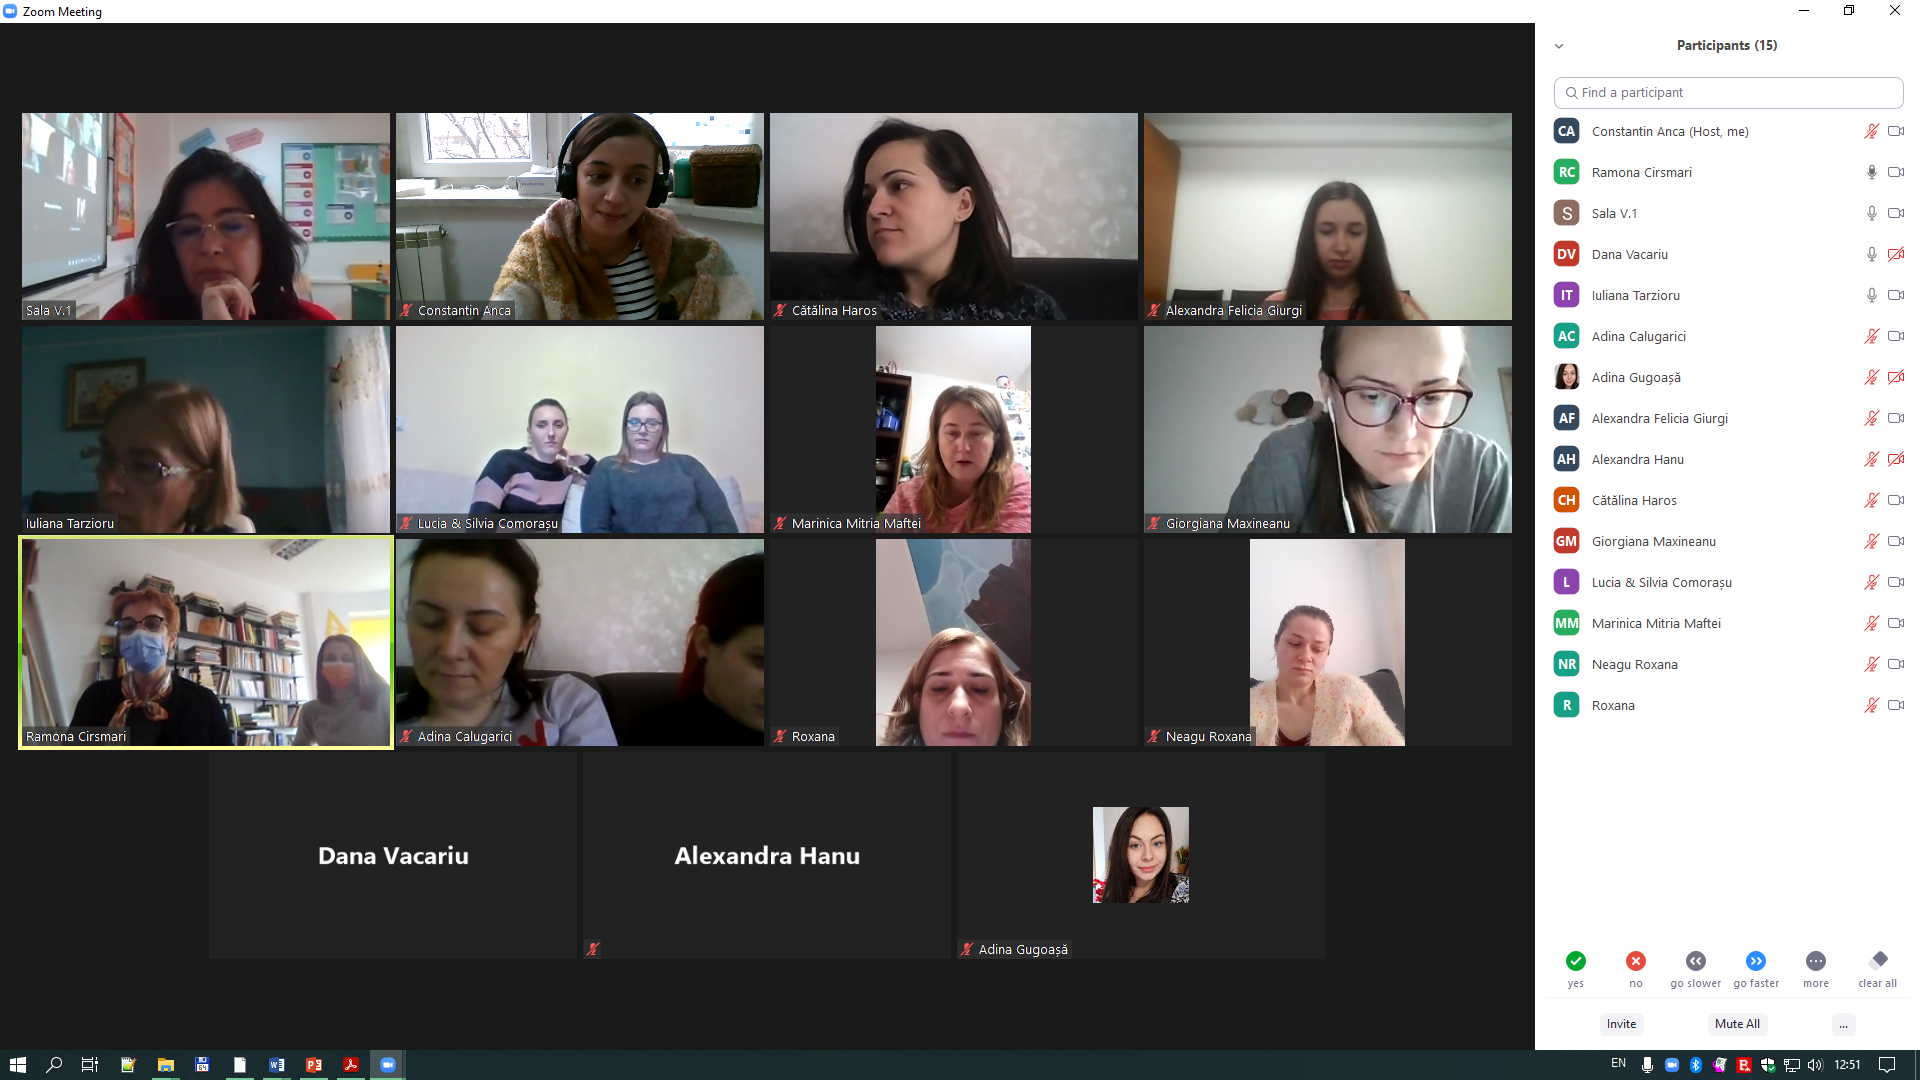 Zoom Meeting
Participants (15)
Find a participant
CA Constantin Anca (Host, me)
RC Ramona Cirsmari
S Sala V.1
DV Dana Vacariu
IT Iuliana Tarzioru
AC Adina Calugarici
Adina Gugoașă
AF Alexandra Felicia Giurgi
AH Alexandra Hanu
CH Cătălina Haros
GM Giorgiana Maxineanu
L Lucia & Silvia Comorașu
MM Marinica Mitria Maftei
NR Neagu Roxana
R Roxana
Sala V.1
Constantin Anca
Cătălina Haros
Alexandra Felicia Giurgi
Iuliana Tarzioru
Lucia & Silvia Comorașu
Marinica Mitria Maftei
Giorgiana Maxineanu
Ramona Cirsmari
Adina Calugarici
Roxana
Neagu Roxana
Dana Vacariu
Alexandra Hanu
Adina Gugoașă
yes no go slower go faster more clear all
Invite Mute All ...
EN 12:51